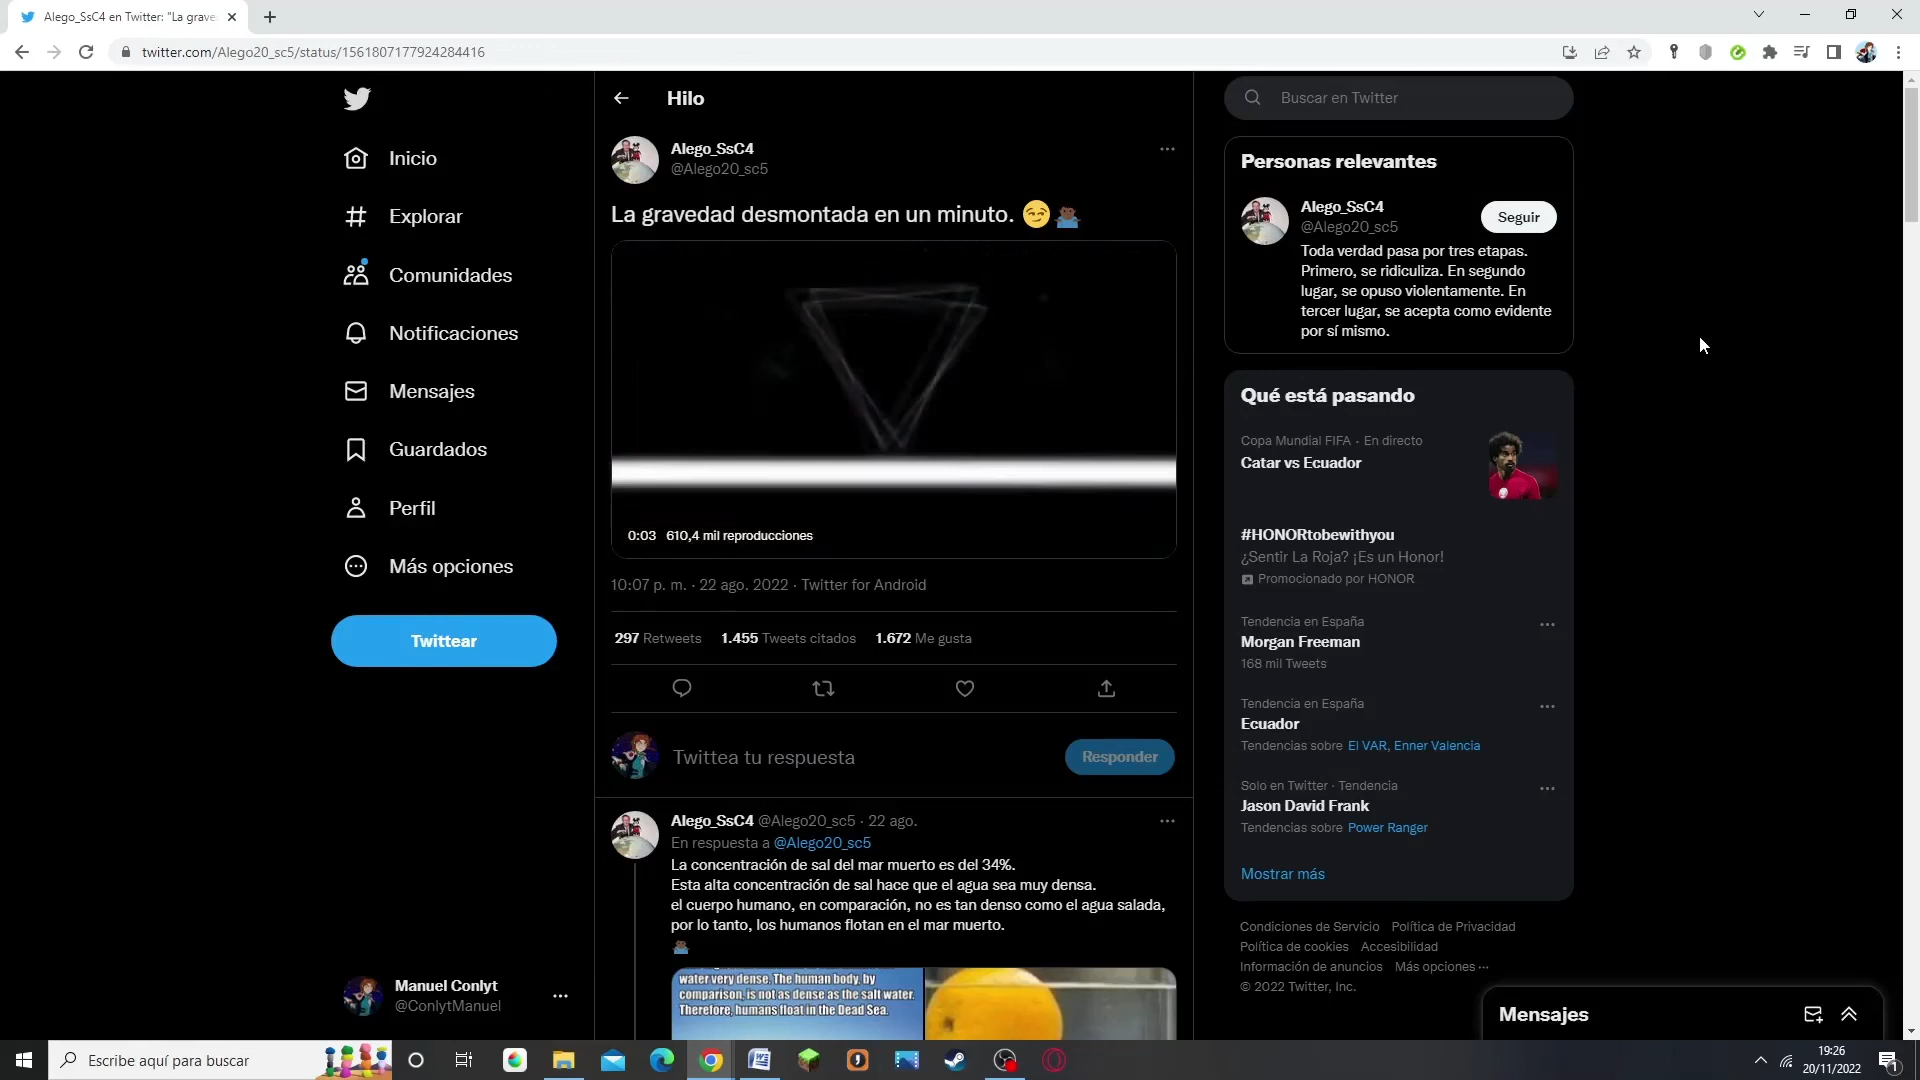 Alego_SsC4 en Twitter: "La grave
twitter.com/Alego20_sc5/status/1561807177924284416
Inicio
Explorar
Comunidades
Notificaciones
Mensajes
Guardados
Perfil
Más opciones
Twittear
Manuel Conlyt
@ConlytManuel
Hilo
Alego_SsC4
@Alego20_sc5
La gravedad desmontada en un minuto. 😏🤷🏿‍♂️
0:03 610,4 mil reproducciones
10:07 p. m. · 22 ago. 2022 · Twitter for Android
297 Retweets 1.455 Tweets citados 1.672 Me gusta
Twittea tu respuesta
Responder
Alego_SsC4 @Alego20_sc5 · 22 ago.
En respuesta a @Alego20_sc5
La concentración de sal del mar muerto es del 34%.
Esta alta concentración de sal hace que el agua sea muy densa.
el cuerpo humano, en comparación, no es tan denso como el agua salada,
por lo tanto, los humanos flotan en el mar muerto.
water very dense. The human body, by
comparison, is not as dense as the salt water.
Therefore, humans float in the Dead Sea.
Buscar en Twitter
Personas relevantes
Alego_SsC4
@Alego20_sc5
Seguir
Toda verdad pasa por tres etapas.
Primero, se ridiculiza. En segundo
lugar, se opuso violentamente. En
tercer lugar, se acepta como evidente
por sí mismo.
Qué está pasando
Copa Mundial FIFA · En directo
Catar vs Ecuador
#HONORtobewithyou
¿Sentir La Roja? ¡Es un Honor!
Promocionado por HONOR
Tendencia en España
Morgan Freeman
168 mil Tweets
Tendencia en España
Ecuador
Tendencias sobre El VAR, Enner Valencia
Solo en Twitter · Tendencia
Jason David Frank
Tendencias sobre Power Ranger
Mostrar más
Condiciones de Servicio Política de Privacidad
Política de cookies Accesibilidad
Información de anuncios Más opciones ···
© 2022 Twitter, Inc.
Mensajes
Escribe aquí para buscar
19:26
20/11/2022
1